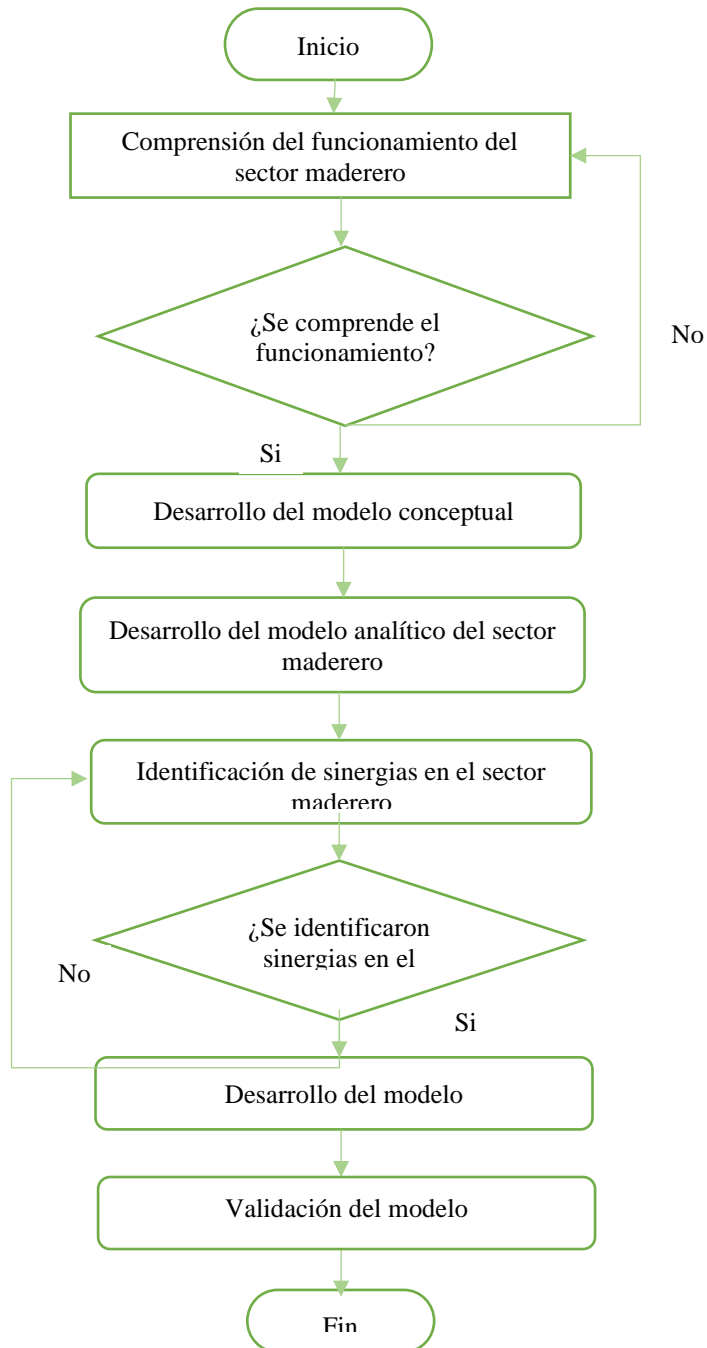 Inicio
Comprensión del funcionamiento del
sector maderero
¿Se comprende el
funcionamiento?
No
Si
Desarrollo del modelo conceptual
Desarrollo del modelo analítico del sector
maderero
Identificación de sinergias en el sector
maderero
¿Se identificaron
sinergias en el
No
Si
Desarrollo del modelo
Validación del modelo
Fin